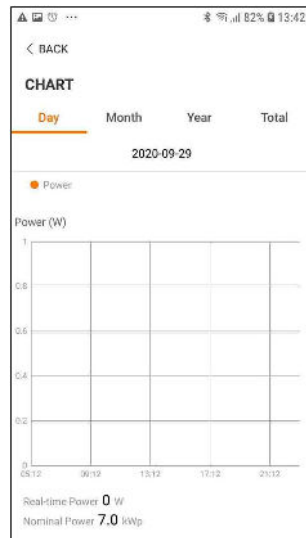 82% 13:42
< BACK
CHART
Day Month Year Total
2020-09-29
Power
Power (W)
1
0.8
0.6
0.4
0.2
0
05:12 09:12 13:12 17:12 21:12
Real-time Power 0 W
Nominal Power 7.0 kWp